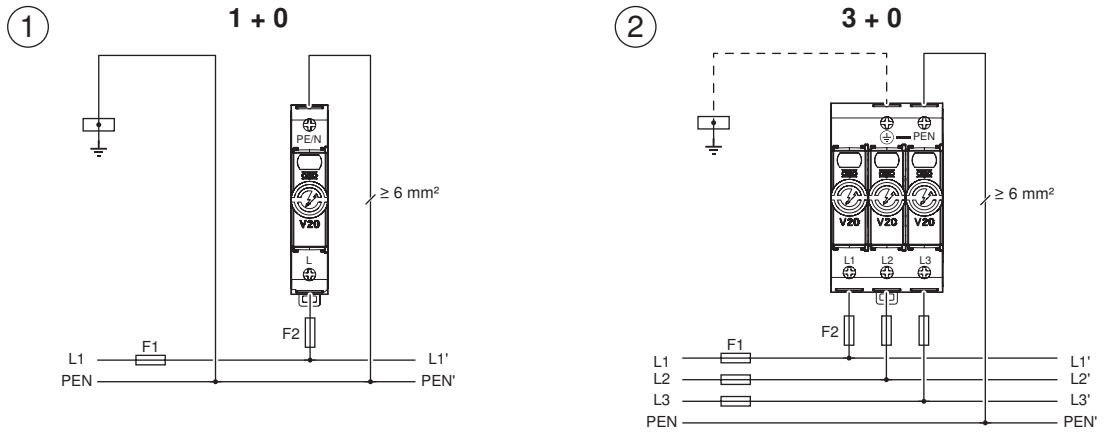 1
1 + 0
PE/N
V20
L
≥ 6 mm²
F2
F1
L1
L1'
PEN
PEN'
2
3 + 0
PEN
V20
V20
V20
L1
L2
L3
≥ 6 mm²
F2
F1
L1
L1'
L2
L2'
L3
L3'
PEN
PEN'